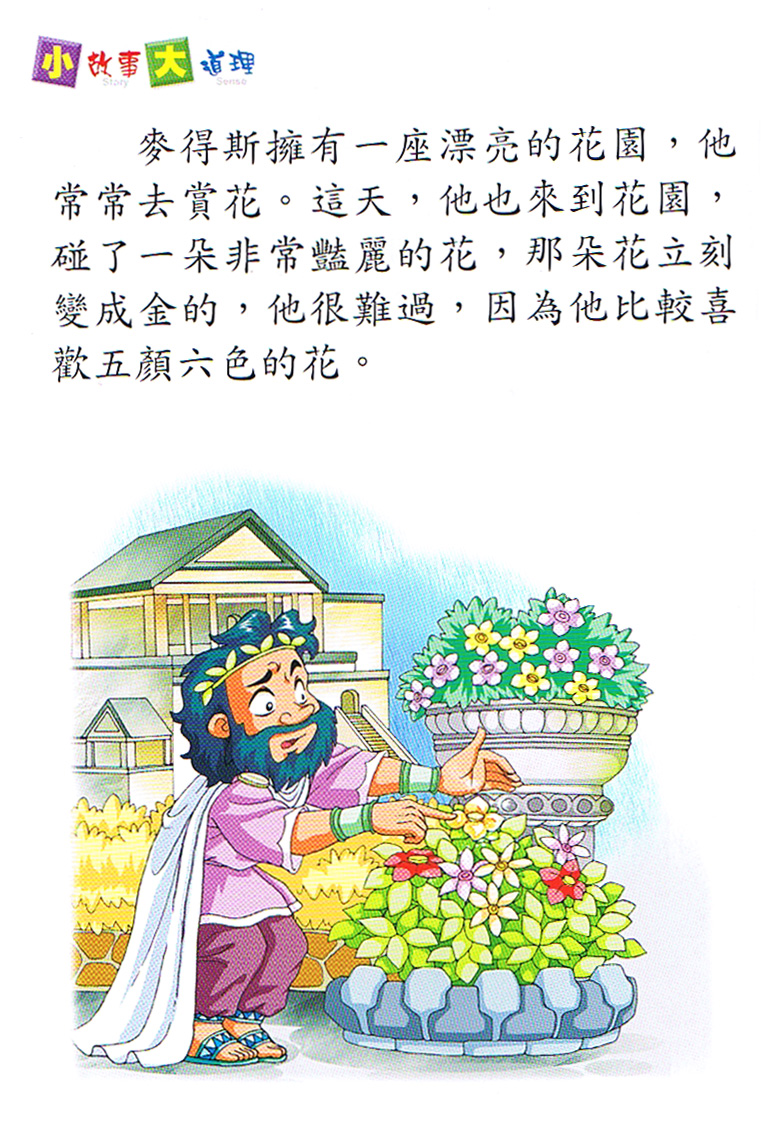 小故事大道理
Story Sense
麥得斯擁有一座漂亮的花園，他
常常去賞花。這天，他也來到花園，
碰了一朵非常豔麗的花，那朵花立刻
變成金的，他很難過，因為他比較喜
歡五顏六色的花。